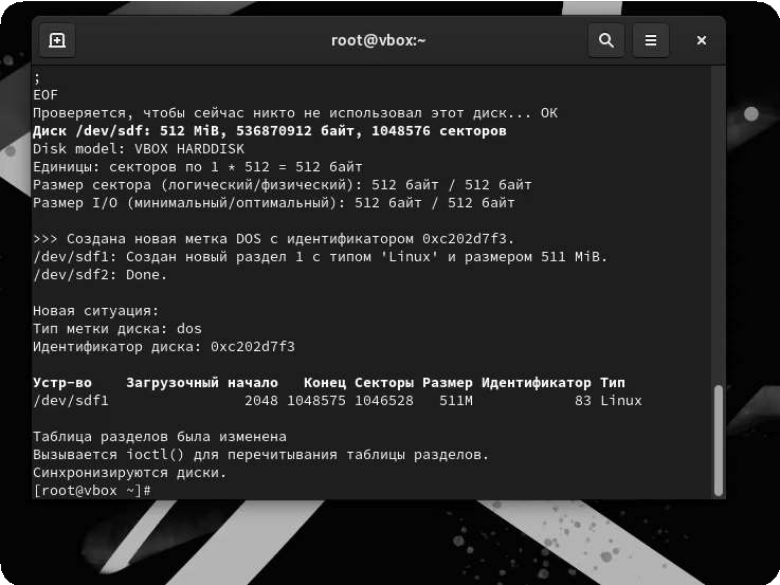 root@vbox:~
;
EOF
Проверяется, чтобы сейчас никто не использовал этот диск... ОК
Диск /dev/sdf: 512 MiB, 536870912 байт, 1048576 секторов
Disk model: VBOX HARDDISK
Единицы: секторов по 1 * 512 = 512 байт
Размер сектора (логический/физический): 512 байт / 512 байт
Размер I/O (минимальный/оптимальный): 512 байт / 512 байт
>>> Создана новая метка DOS с идентификатором 0xc202d7f3.
/dev/sdf1: Создан новый раздел 1 с типом 'Linux' и размером 511 MiB.
/dev/sdf2: Done.
Новая ситуация:
Тип метки диска: dos
Идентификатор диска: 0xc202d7f3
Устр-во    Загрузочный начало   Конец Секторы Размер Идентификатор Тип
/dev/sdf1                2048 1048575 1046528   511M            83 Linux
Таблица разделов была изменена
Вызывается ioctl() для перечитывания таблицы разделов.
Синхронизируются диски.
[root@vbox ~]#